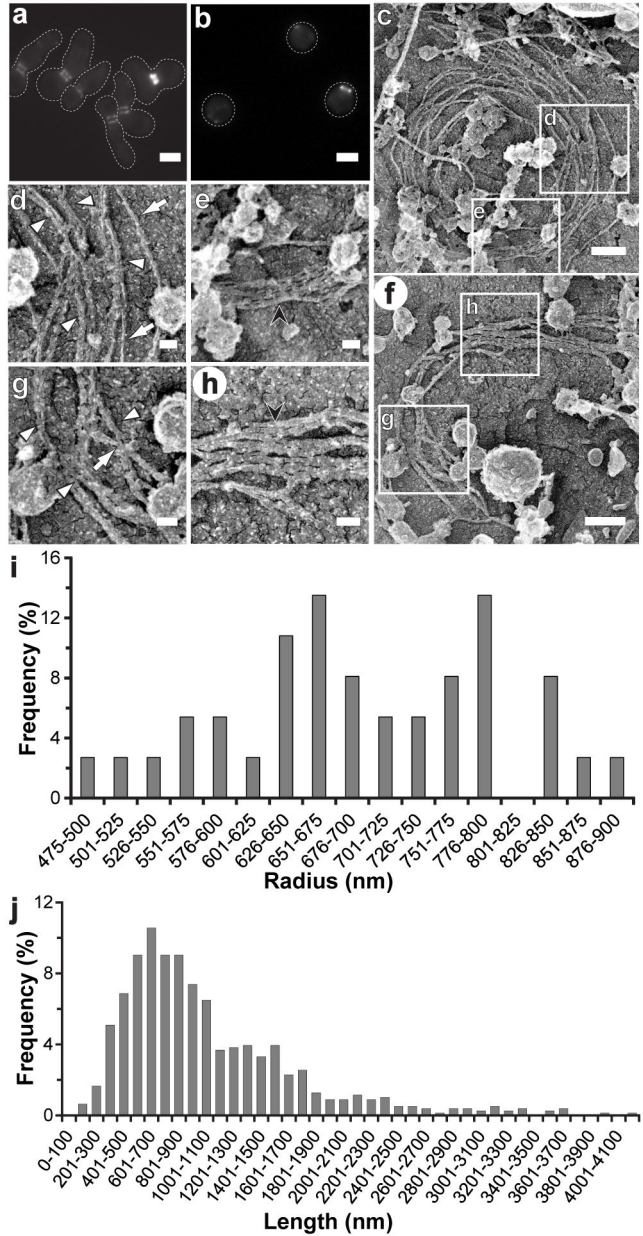 a
b
c
d
e
d
e
f
h
g
g
h
i
Frequency (%)
16
12
8
4
0
475-500
501-525
526-550
551-575
576-600
601-625
626-650
651-675
676-700
701-725
726-750
751-775
776-800
801-825
826-850
851-875
876-900
Radius (nm)
j
Frequency (%)
12
8
4
0
0-100
201-300
401-500
601-700
801-900
1001-1100
1201-1300
1401-1500
1601-1700
1801-1900
2001-2100
2201-2300
2401-2500
2601-2700
2801-2900
3001-3100
3201-3300
3401-3500
3601-3700
3801-3900
4001-4100
Length (nm)